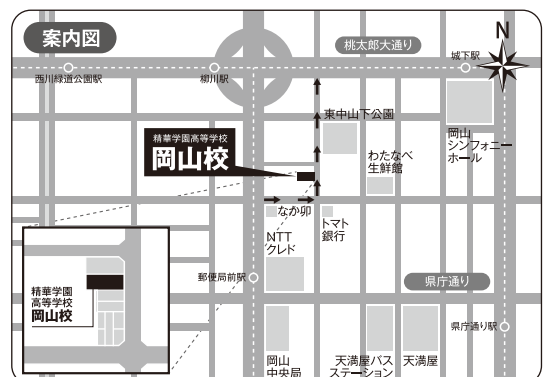 案内図
N
桃太郎大通り
城下駅
西川緑道公園駅
柳川駅
東中山下公園
精華学園高等学校
岡山校
岡山
シンフォニー
ホール
わたなべ
生鮮館
なか卯
トマト
銀行
NTT
クレド
郵便局前駅
県庁通り
精華学園
高等学校
岡山校
県庁通り駅
岡山
中央局
天満屋バス
ステーション
天満屋